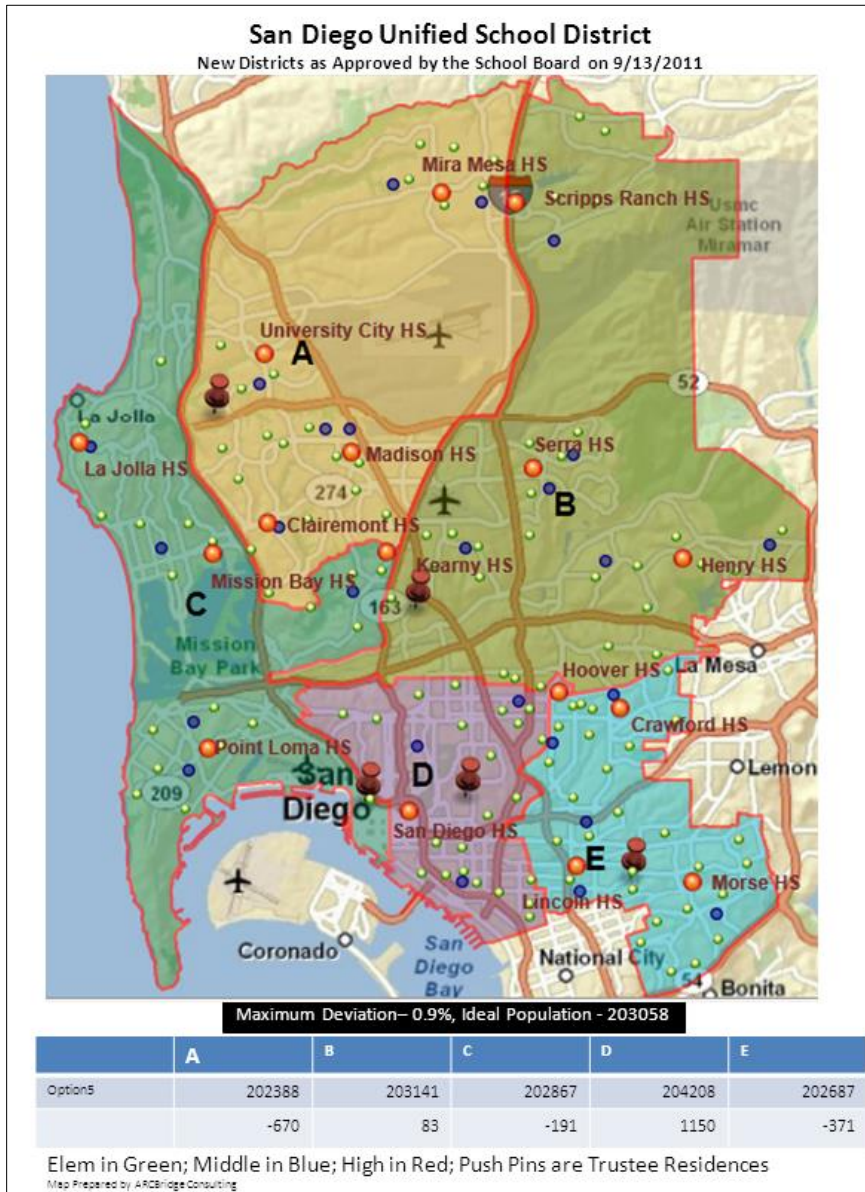 San Diego Unified School District
New Districts as Approved by the School Board on 9/13/2011
Mira Mesa HS
Scripps Ranch HS
Usmc
Air Station
Miramar
University City HS
A
52
La Jolla
La Jolla HS
Madison HS
Serra HS
274
B
Clairemont HS
Mission Bay HS
Kearny HS
Henry HS
C
163
Mission
Bay Park
Hoover HS
La Mesa
Crawford HS
Point Loma HS
209
San
Diego
D
Lemon
San Diego HS
E
Lincoln HS
Morse HS
Coronado
San
Diego
Bay
National City
54
Bonita
Maximum Deviation– 0.9%, Ideal Population - 203058
A B C D E
Option5 202388 203141 202867 204208 202687
-670 83 -191 1150 -371
Elem in Green; Middle in Blue; High in Red; Push Pins are Trustee Residences
Map Prepared by ARCBridge Consulting